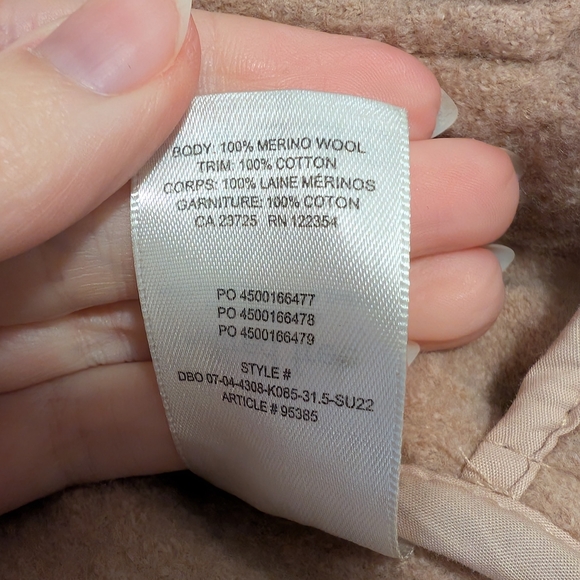 BODY: 100% MERINO WOOL
TRIM: 100% COTTON
CORPS: 100% LAINE MÉRINOS
GARNITURE: 100% COTON
CA 23725 RN 122354
PO 4500166477
PO 4500166478
PO 4500166479
STYLE #
DBO 07-04-4308-K085-31.5-SU22
ARTICLE # 95385